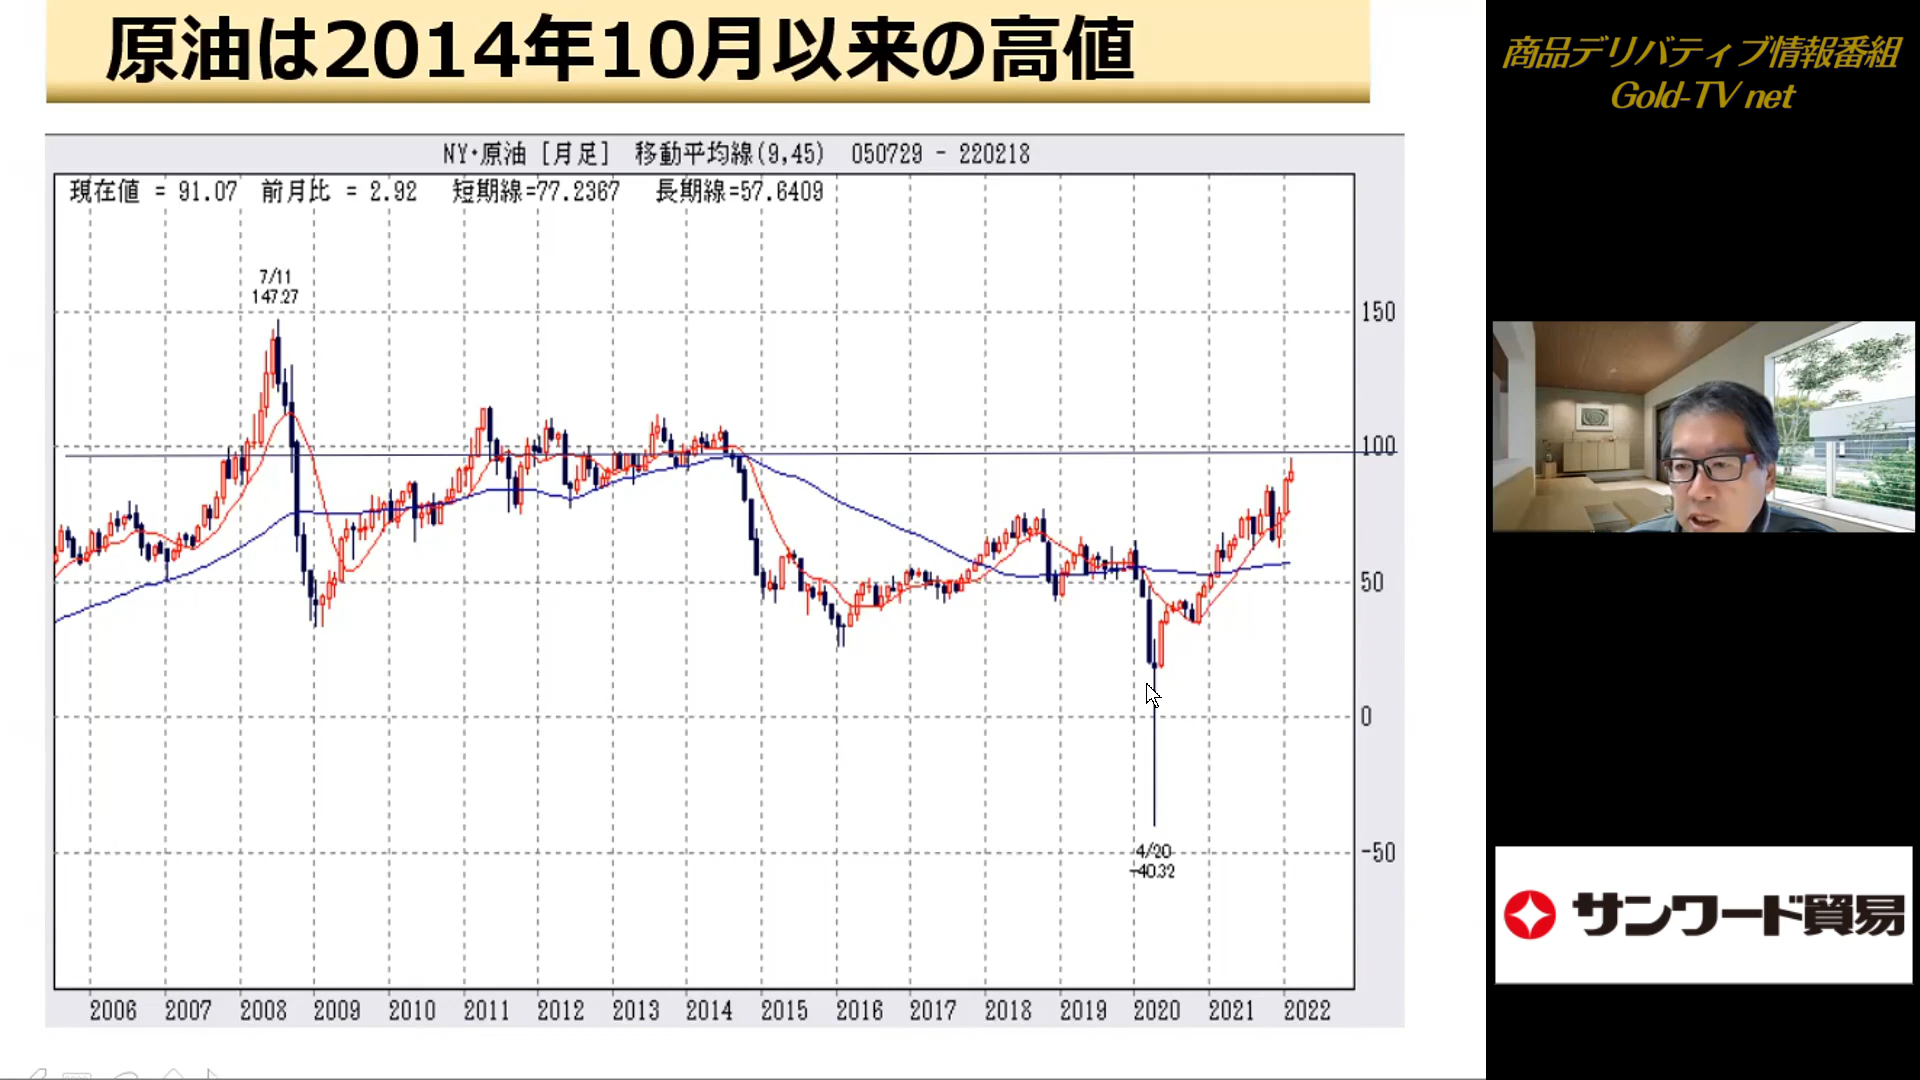 原油は2014年10月以来の高値
商品デリバティブ情報番組
Gold-TV net
NY・原油 [月足] 移動平均線(9,45) 050729 - 220218
現在値 = 91.07 前月比 = 2.92 短期線=77.2367 長期線=57.6409
7/11
147.27
150
100
50
0
-50
4/20
-40.32
2006 2007 2008 2009 2010 2011 2012 2013 2014 2015 2016 2017 2018 2019 2020 2021 2022
サンワード貿易